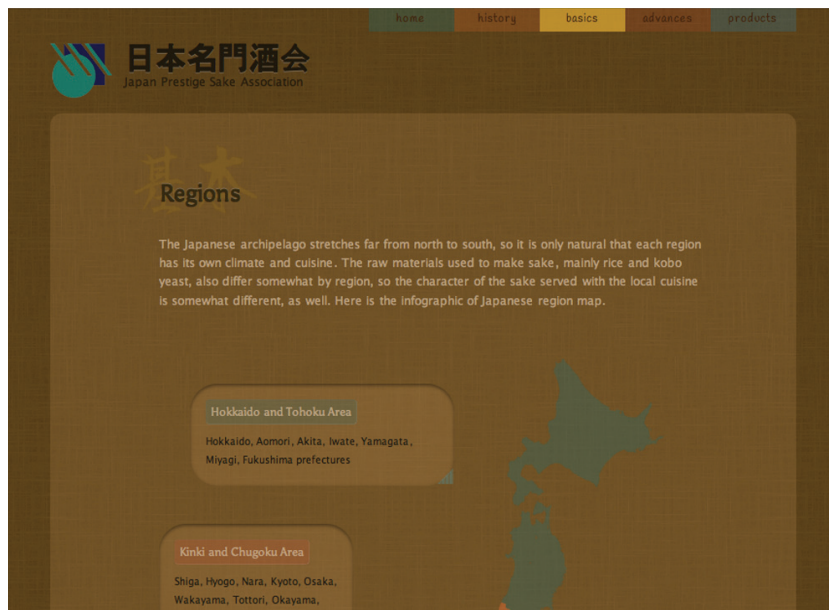 home history basics advances products
日本名門酒会
Japan Prestige Sake Association
基本
Regions
The Japanese archipelago stretches far from north to south, so it is only natural that each region
has its own climate and cuisine. The raw materials used to make sake, mainly rice and kobo
yeast, also differ somewhat by region, so the character of the sake served with the local cuisine
is somewhat different, as well. Here is the infographic of Japanese region map.
Hokkaido and Tohoku Area
Hokkaido, Aomori, Akita, Iwate, Yamagata,
Miyagi, Fukushima prefectures
Kinki and Chugoku Area
Shiga, Hyogo, Nara, Kyoto, Osaka,
Wakayama, Tottori, Okayama,